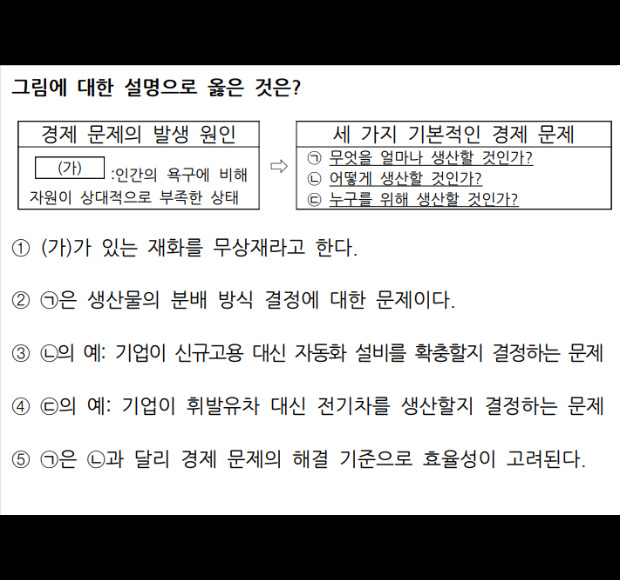 그림에 대한 설명으로 옳은 것은?
경제 문제의 발생 원인
(가) :인간의 욕구에 비해
자원이 상대적으로 부족한 상태
⇨
세 가지 기본적인 경제 문제
㉠ 무엇을 얼마나 생산할 것인가?
㉡ 어떻게 생산할 것인가?
㉢ 누구를 위해 생산할 것인가?
① (가)가 있는 재화를 무상재라고 한다.
② ㉠은 생산물의 분배 방식 결정에 대한 문제이다.
③ ㉡의 예: 기업이 신규고용 대신 자동화 설비를 확충할지 결정하는 문제
④ ㉢의 예: 기업이 휘발유차 대신 전기차를 생산할지 결정하는 문제
⑤ ㉠은 ㉡과 달리 경제 문제의 해결 기준으로 효율성이 고려된다.